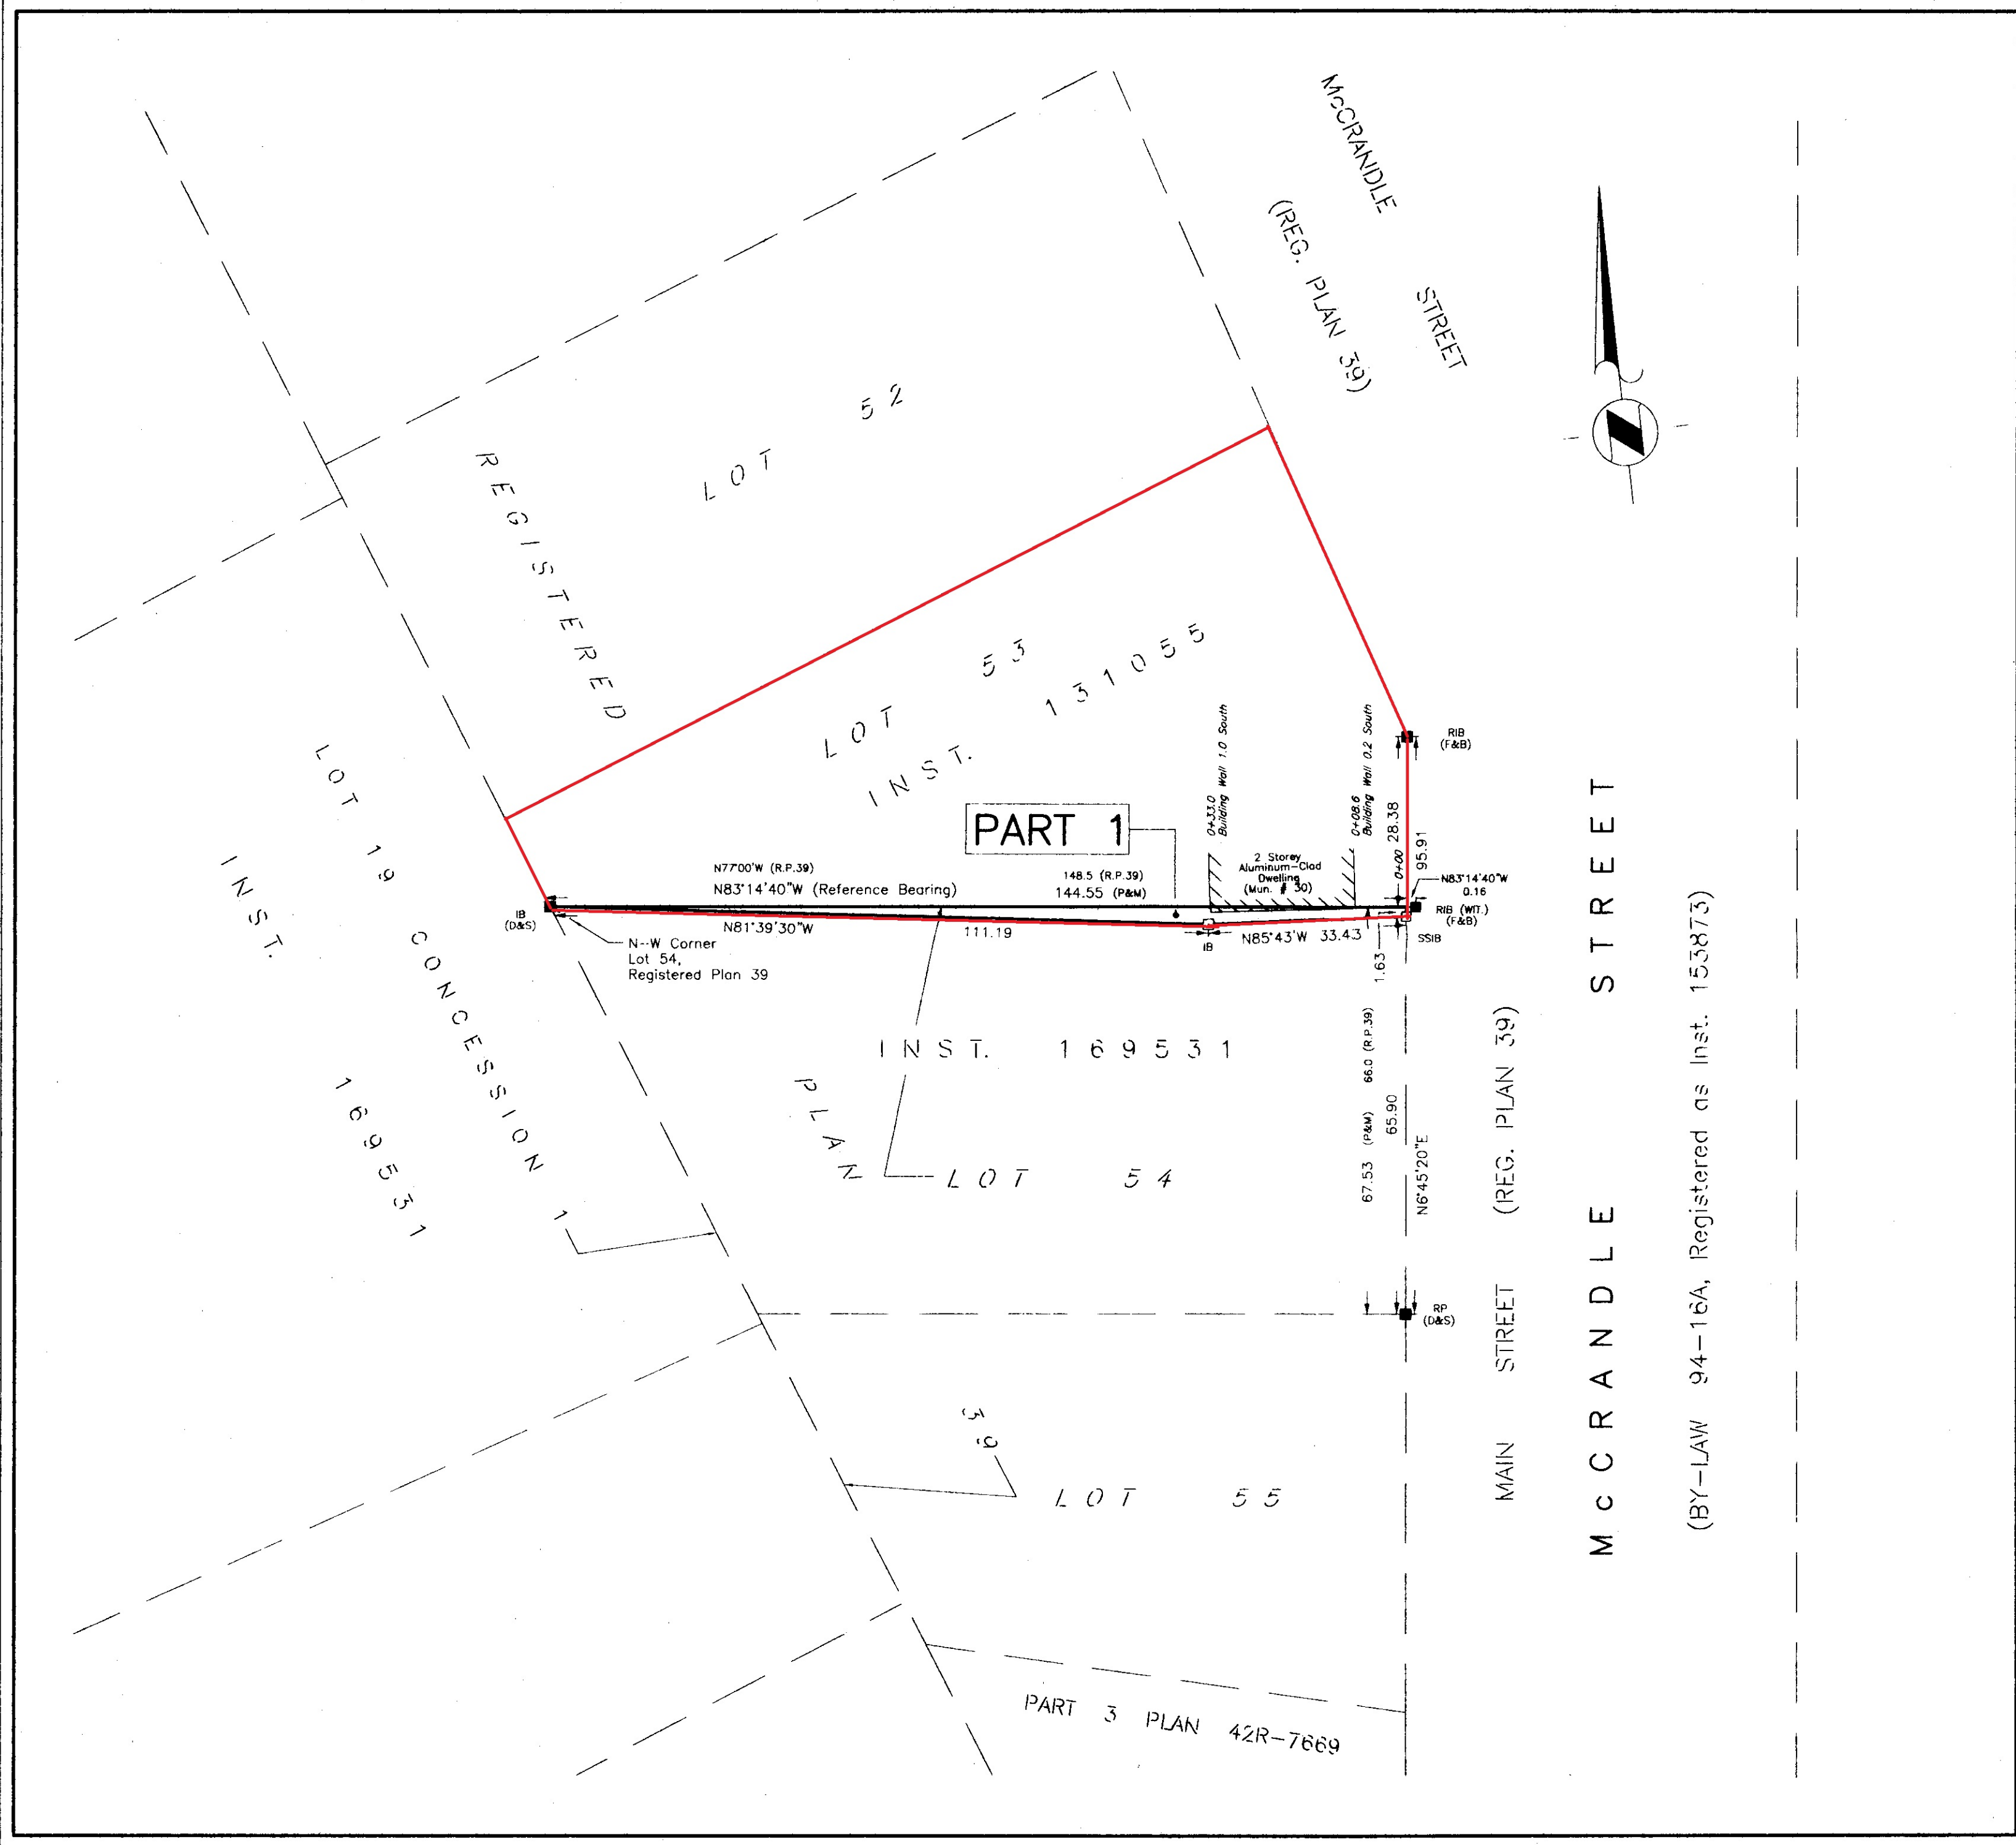 McCRANDLE
STREET
(REG. PLAN 39)
LOT 52
REGISTERED
LOT 53
INST. 131055
PART 1
0+33.0
Building Wall 1.0 South
0+08.6
Building Wall 0.2 South
0+00
28.38
95.91
RIB
(F&B)
2 Storey
Aluminum-Clad
Dwelling
(Mun. # 30)
N77°00'W (R.P.39)
N83°14'40"W (Reference Bearing)
148.5 (R.P.39)
144.55 (P&M)
N83°14'40"W
0.16
RIB (WIT.)
(F&B)
SSIB
IB
(D&S)
N81°39'30"W
111.19
IB
N85°43'W 33.43
1.63
N--W Corner
Lot 54,
Registered Plan 39
LOT 19 CONCESSION 1
INST. 169531
INST. 169531
PLAN
LOT 54
67.53 (P&M) 66.0 (R.P.39)
65.90
N6°45'20"E
RP
(D&S)
39
LOT 55
PART 3 PLAN 42R-7669
MAIN STREET (REG. PLAN 39)
McCRANDLE STREET
(BY-LAW 94-16A, Registered as Inst. 153873)